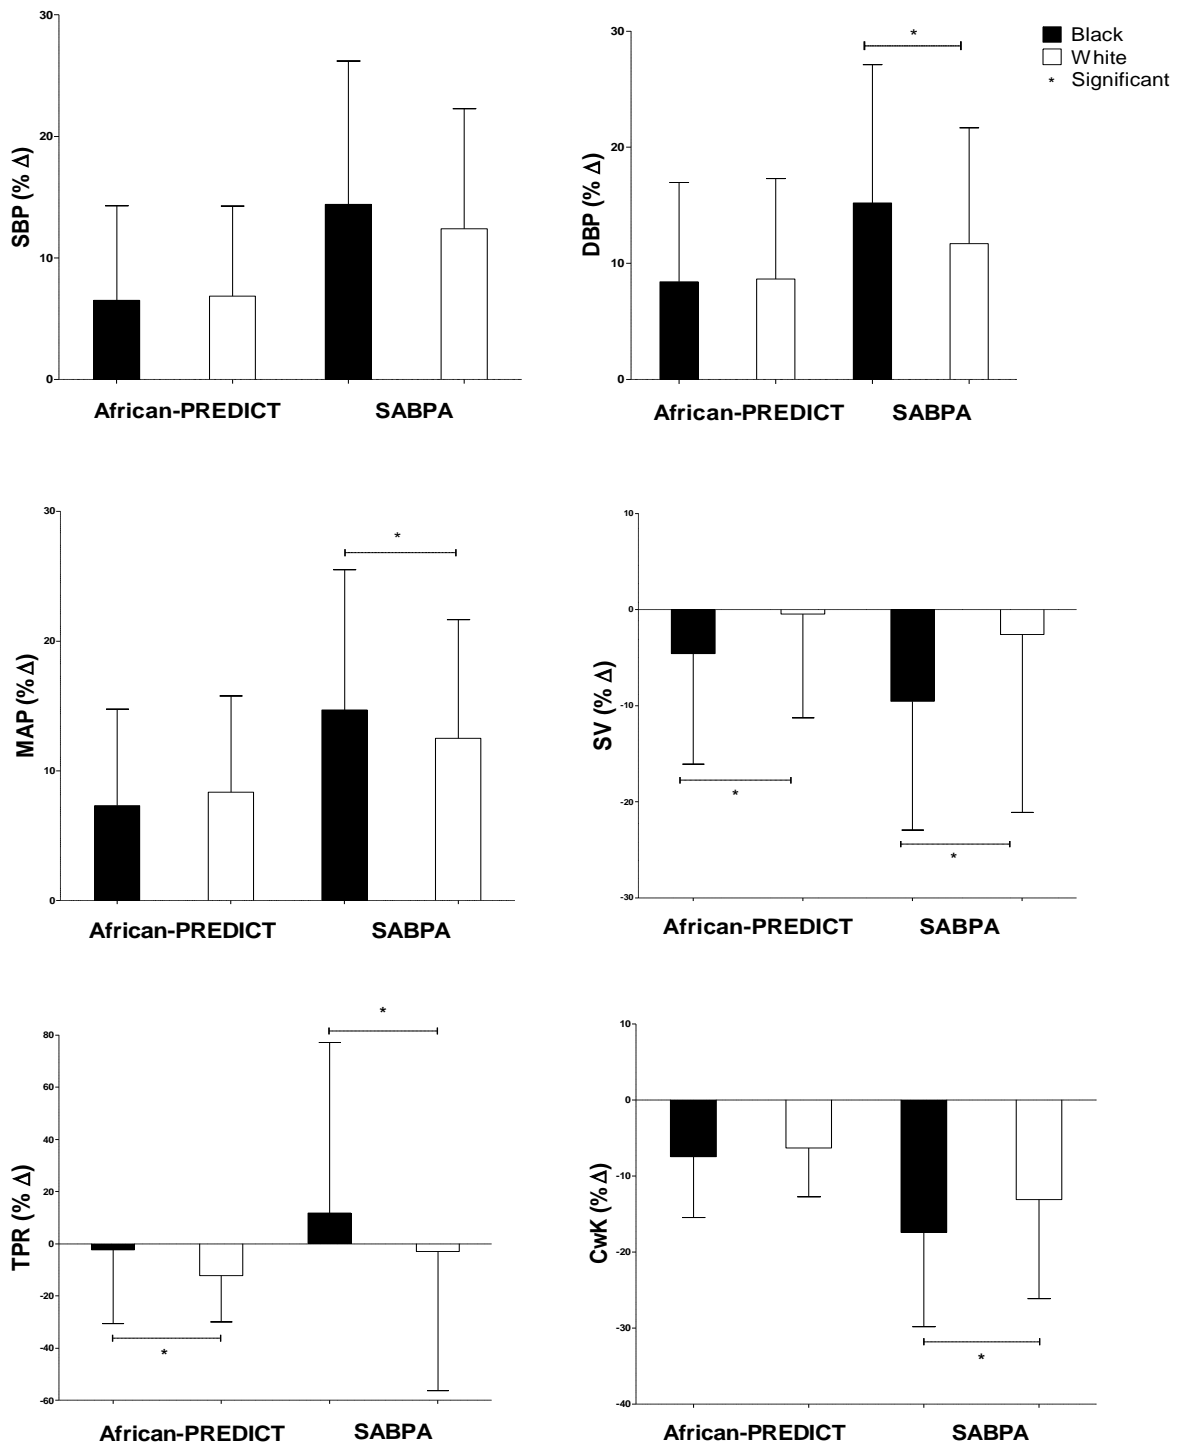 30
20
10
0
SBP (% Δ)
African-PREDICT SABPA
30
20
10
0
DBP (% Δ)
*
African-PREDICT SABPA
Black
White
* Significant
30
20
10
0
MAP (% Δ)
*
African-PREDICT SABPA
10
0
-10
-20
-30
SV (% Δ)
*
*
African-PREDICT SABPA
80
60
40
20
0
-20
-40
-60
TPR (% Δ)
*
*
African-PREDICT SABPA
10
0
-10
-20
-30
-40
CwK (% Δ)
*
African-PREDICT SABPA